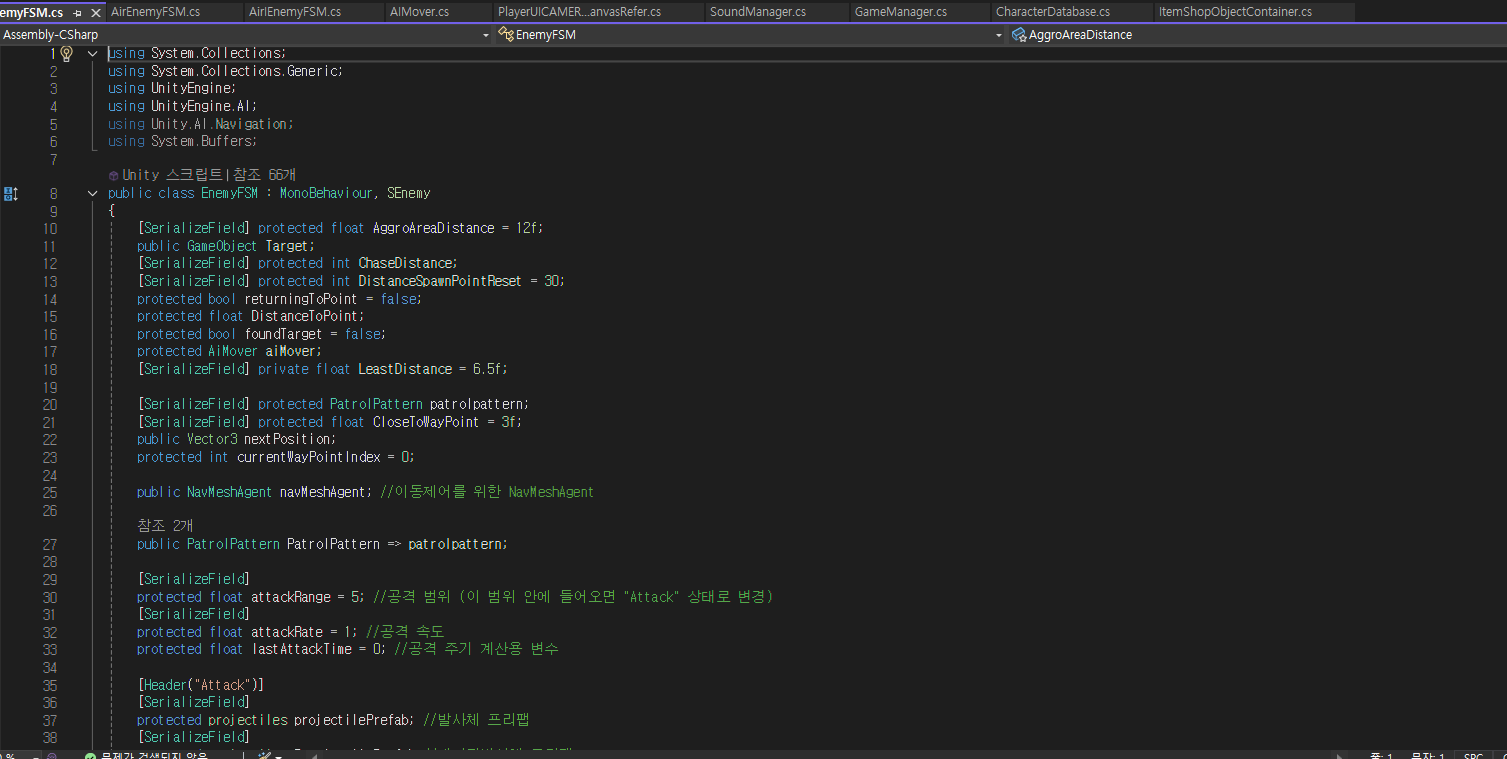 emyFSM.cs AirEnemyFSM.cs AirlEnemyFSM.cs AIMover.cs PlayerUICAMER...anvasRefer.cs SoundManager.cs GameManager.cs CharacterDatabase.cs ItemShopObjectContainer.cs
Assembly-CSharp EnemyFSM AggroAreaDistance
1 using System.Collections;
2 using System.Collections.Generic;
3 using UnityEngine;
4 using UnityEngine.AI;
5 using Unity.AI.Navigation;
6 using System.Buffers;
7
Unity 스크립트|참조 66개
8 public class EnemyFSM : MonoBehaviour, SEnemy
9 {
10 [SerializeField] protected float AggroAreaDistance = 12f;
11 public GameObject Target;
12 [SerializeField] protected int ChaseDistance;
13 [SerializeField] protected int DistanceSpawnPointReset = 30;
14 protected bool returningToPoint = false;
15 protected float DistanceToPoint;
16 protected bool foundTarget = false;
17 protected AiMover aiMover;
18 [SerializeField] private float LeastDistance = 6.5f;
19
20 [SerializeField] protected PatrolPattern patrolpattern;
21 [SerializeField] protected float CloseToWayPoint = 3f;
22 public Vector3 nextPosition;
23 protected int currentWayPointIndex = 0;
24
25 public NavMeshAgent navMeshAgent; //이동제어를 위한 NavMeshAgent
26
참조 2개
27 public PatrolPattern PatrolPattern => patrolpattern;
28
29 [SerializeField]
30 protected float attackRange = 5; //공격 범위 (이 범위 안에 들어오면 "Attack" 상태로 변경)
31 [SerializeField]
32 protected float attackRate = 1; //공격 속도
33 protected float lastAttackTime = 0; //공격 주기 계산용 변수
34
35 [Header("Attack")]
36 [SerializeField]
37 protected projectiles projectilePrefab; //발사체 프리팹
38 [SerializeField]
% 문제가 검색되지 않음 줄: 1 문자: 1 SPC